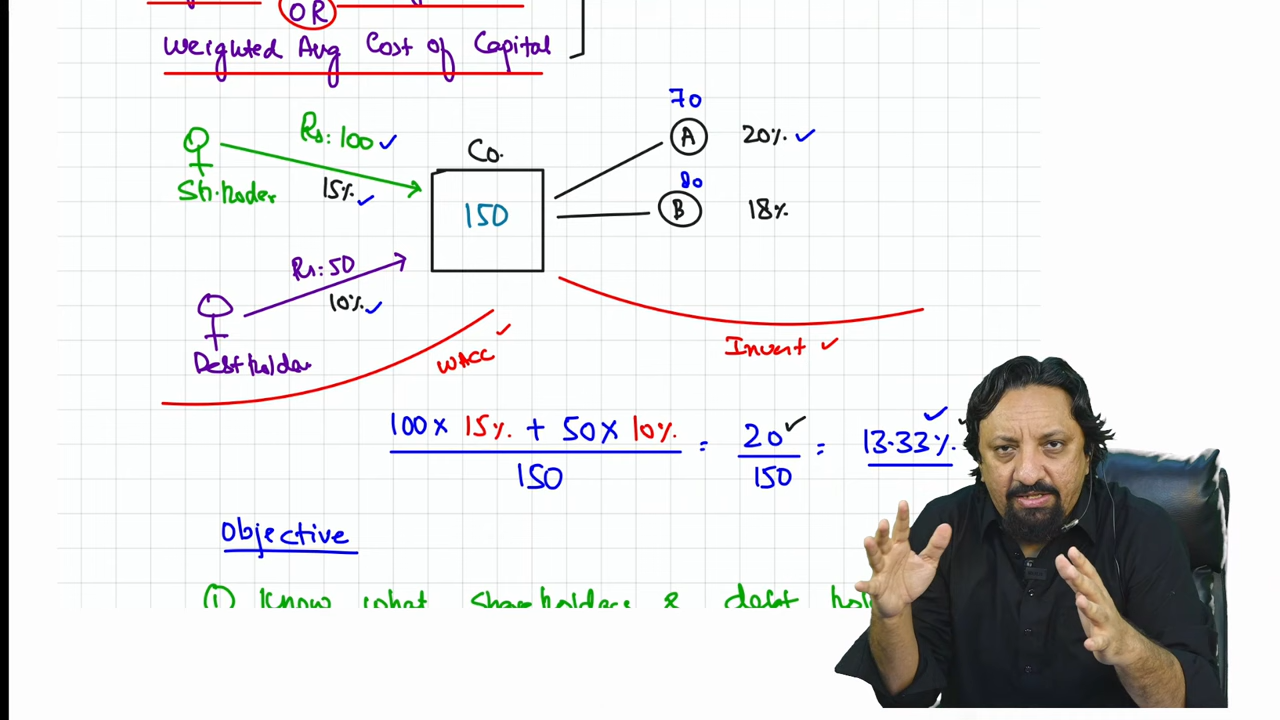 OR
Weighted Avg Cost of Capital
70
Rs: 100
A 20%
Co.
15%
80
Sh.hoder
150
B 18%
Rs: 50
10%
Debtholder
WACC
Invest
100 x 15% + 50 x 10% = 20 = 13.33%
150 150
Objective
① Know what shareholders & debt